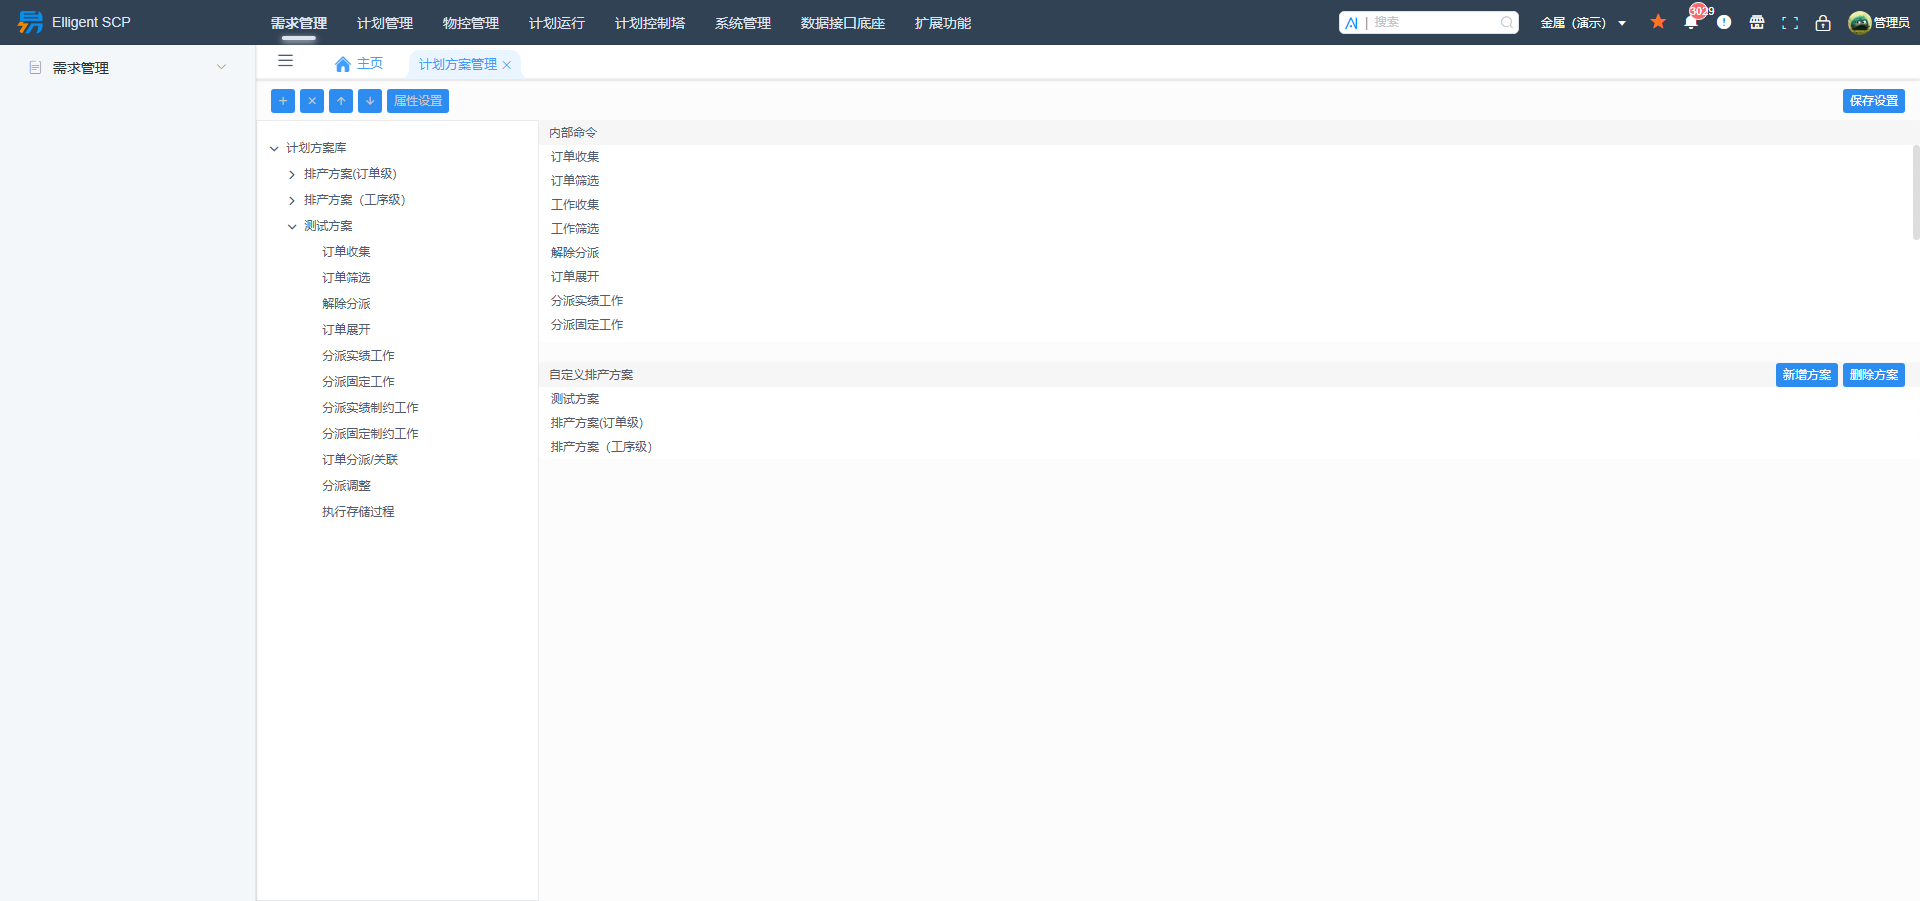 Elligent SCP
需求管理
计划管理
物控管理
计划运行
计划控制塔
系统管理
数据接口底座
扩展功能
AI | 搜索
金属（演示）
3029
管理员
需求管理
主页
计划方案管理
属性设置
保存设置
计划方案库
排产方案(订单级)
排产方案（工序级）
测试方案
订单收集
订单筛选
解除分派
订单展开
分派实绩工作
分派固定工作
分派实绩制约工作
分派固定制约工作
订单分派/关联
分派调整
执行存储过程
内部命令
订单收集
订单筛选
工作收集
工作筛选
解除分派
订单展开
分派实绩工作
分派固定工作
自定义排产方案
新增方案
删除方案
测试方案
排产方案(订单级)
排产方案（工序级）